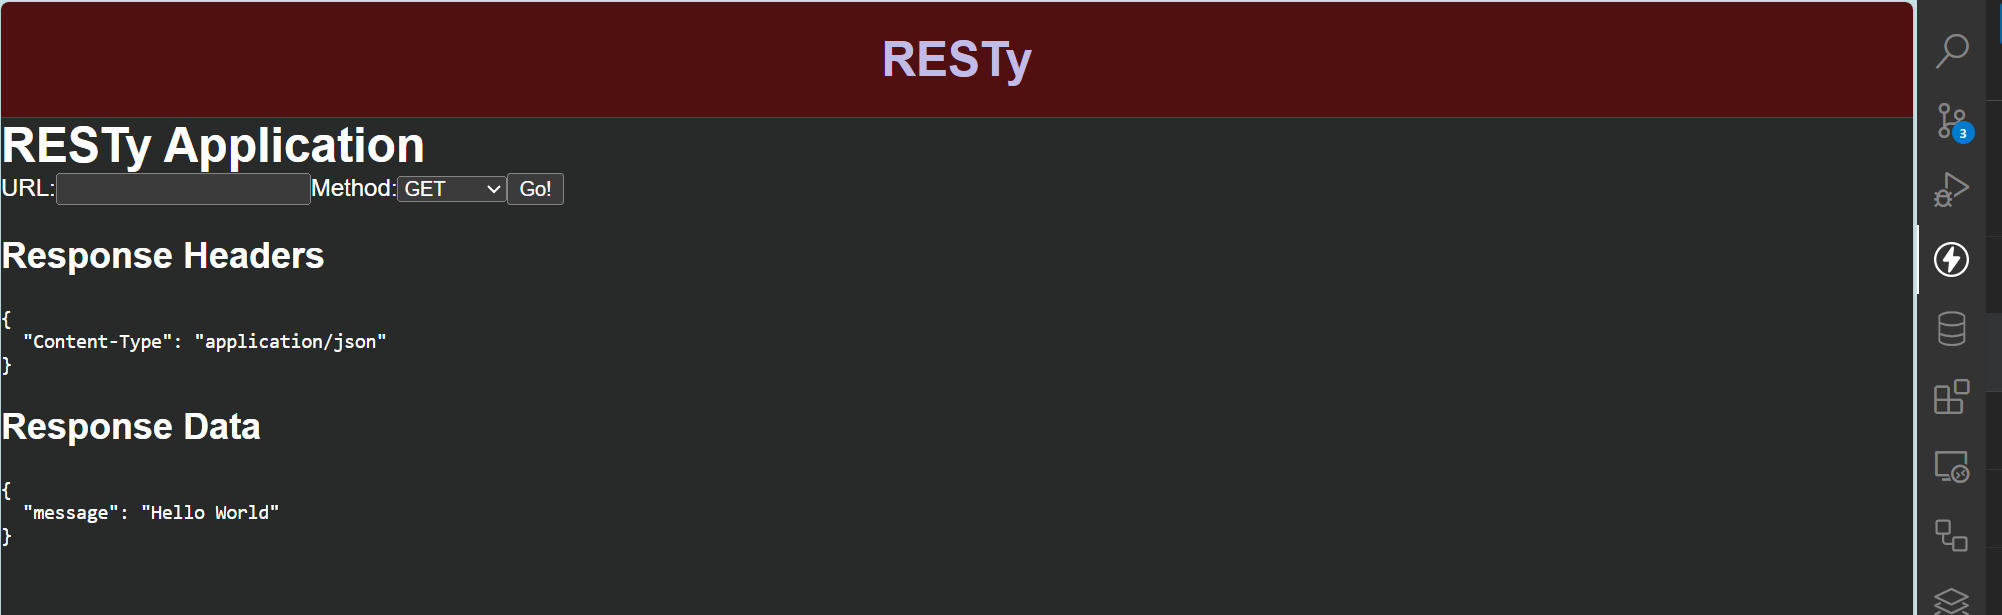 RESTy
RESTy Application
URL: Method: GET Go!
Response Headers
{
  "Content-Type": "application/json"
}
Response Data
{
  "message": "Hello World"
}
3